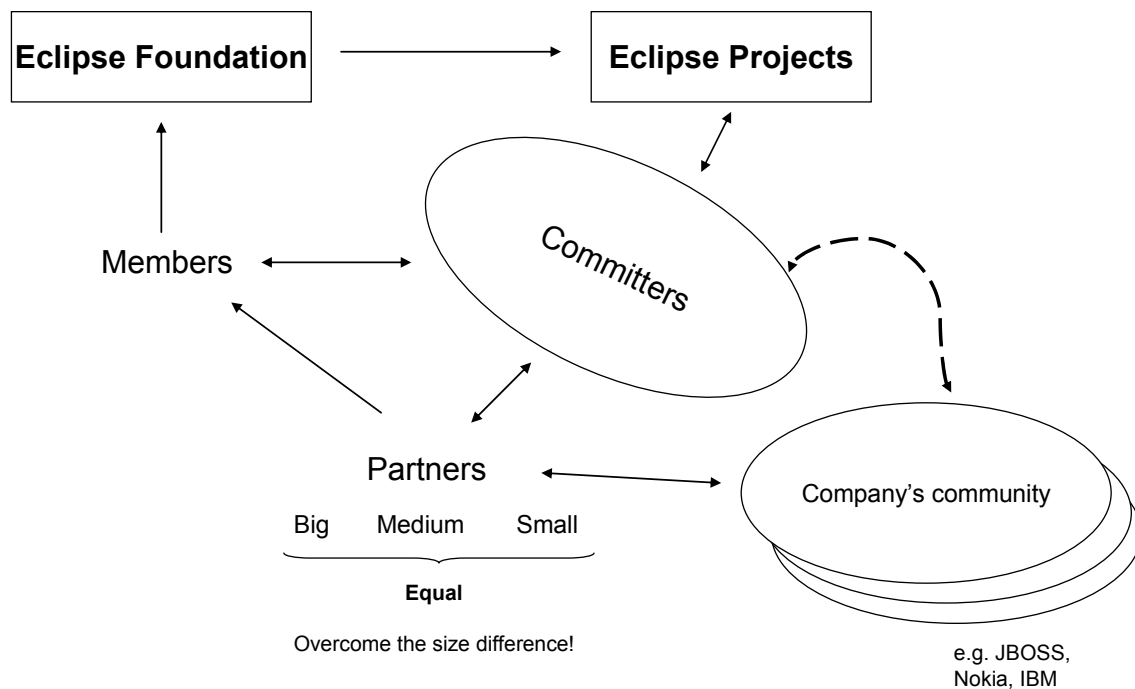 Eclipse Foundation
Eclipse Projects
Committers
Members
Partners
Big Medium Small
Equal
Overcome the size difference!
Company's community
e.g. JBOSS,
Nokia, IBM